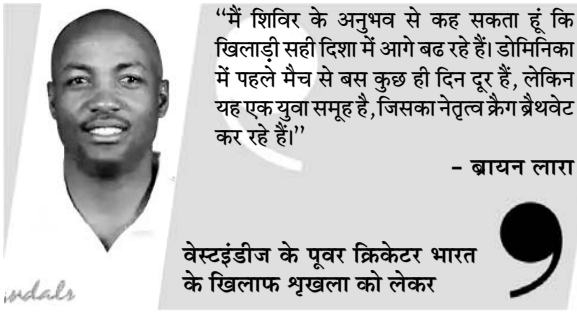 “मैं शिविर के अनुभव से कह सकता हूं कि
खिलाड़ी सही दिशा में आगे बढ रहे हैं। डोमिनिका
में पहले मैच से बस कुछ ही दिन दूर हैं, लेकिन
यह एक युवा समूह है, जिसका नेतृत्व क्रैग ब्रैथवेट
कर रहे हैं।”
– ब्रायन लारा
वेस्टइंडीज के पूवर क्रिकेटर भारत
के खिलाफ शृखला को लेकर
ndals